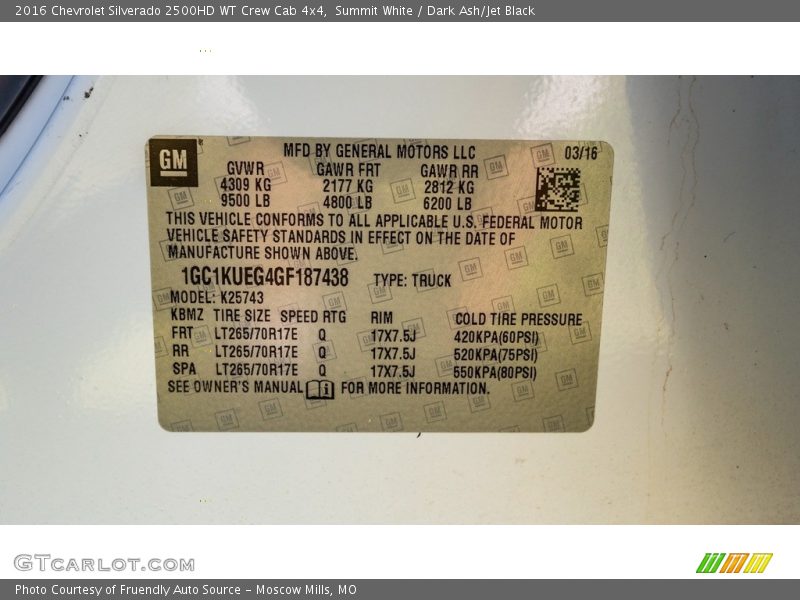 2016 Chevrolet Silverado 2500HD WT Crew Cab 4x4, Summit White / Dark Ash/Jet Black
GM
MFD BY GENERAL MOTORS LLC 03/16
GVWR GAWR FRT GAWR RR
4309 KG 2177 KG 2812 KG
9500 LB 4800 LB 6200 LB
THIS VEHICLE CONFORMS TO ALL APPLICABLE U.S. FEDERAL MOTOR
VEHICLE SAFETY STANDARDS IN EFFECT ON THE DATE OF
MANUFACTURE SHOWN ABOVE.
1GC1KUEG4GF187438 TYPE: TRUCK
MODEL: K25743
KBMZ TIRE SIZE SPEED RTG RIM COLD TIRE PRESSURE
FRT LT265/70R17E Q 17X7.5J 420KPA(60PSI)
RR LT265/70R17E Q 17X7.5J 520KPA(75PSI)
SPA LT265/70R17E Q 17X7.5J 550KPA(80PSI)
SEE OWNER'S MANUAL i FOR MORE INFORMATION.
GTcarlot.com
Photo Courtesy of Fruendly Auto Source - Moscow Mills, MO